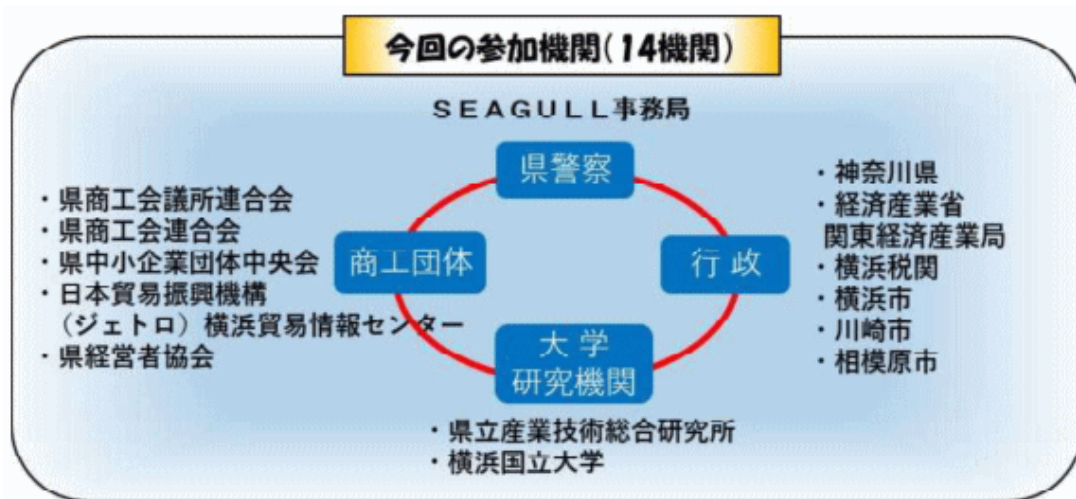 今回の参加機関(14機関)
SEAGULL事務局
県警察
・県商工会議所連合会
・県商工会連合会
・県中小企業団体中央会
・日本貿易振興機構
(ジェトロ)横浜貿易情報センター
・県経営者協会
商工団体
行政
・神奈川県
・経済産業省
関東経済産業局
・横浜税関
・横浜市
・川崎市
・相模原市
大学
研究機関
・県立産業技術総合研究所
・横浜国立大学